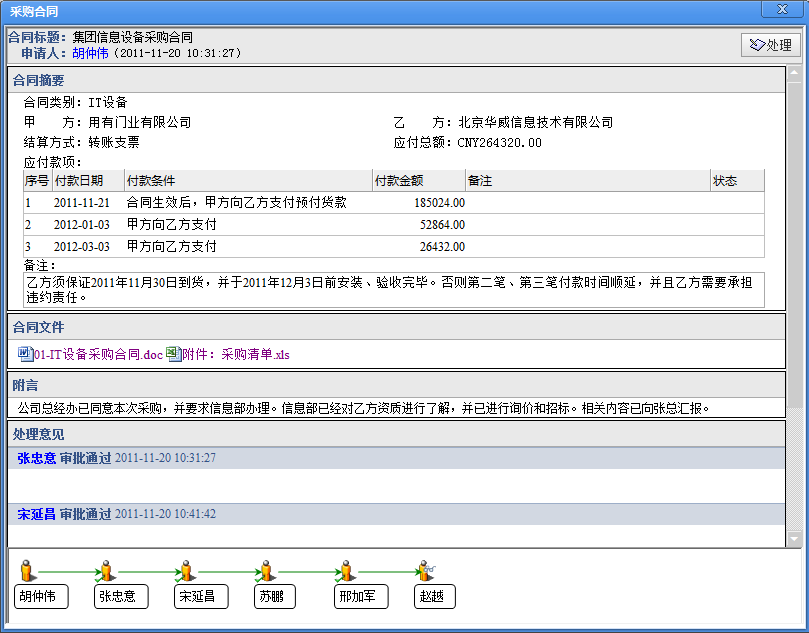 采购合同
合同标题：集团信息设备采购合同
申请人：胡仲伟（2011-11-20 10:31:27）
处理
合同摘要
合同类别：IT设备
甲　　方：用有门业有限公司　乙　　方：北京华威信息技术有限公司
结算方式：转账支票　应付总额：CNY264320.00
应付款项：
序号 付款日期 付款条件 付款金额 备注 状态
1 2011-11-21 合同生效后，甲方向乙方支付预付货款 185024.00
2 2012-01-03 甲方向乙方支付 52864.00
3 2012-03-03 甲方向乙方支付 26432.00
备注：
乙方须保证2011年11月30日到货，并于2011年12月3日前安装、验收完毕。否则第二笔、第三笔付款时间顺延，并且乙方需要承担
违约责任。
合同文件
01-IT设备采购合同.doc 附件：采购清单.xls
附言
公司总经办已同意本次采购，并要求信息部办理。信息部已经对乙方资质进行了解，并已进行询价和招标。相关内容已向张总汇报。
处理意见
张忠意 审批通过 2011-11-20 10:31:27
宋延昌 审批通过 2011-11-20 10:41:42
胡仲伟 张忠意 宋延昌 苏鹏 邢加军 赵越